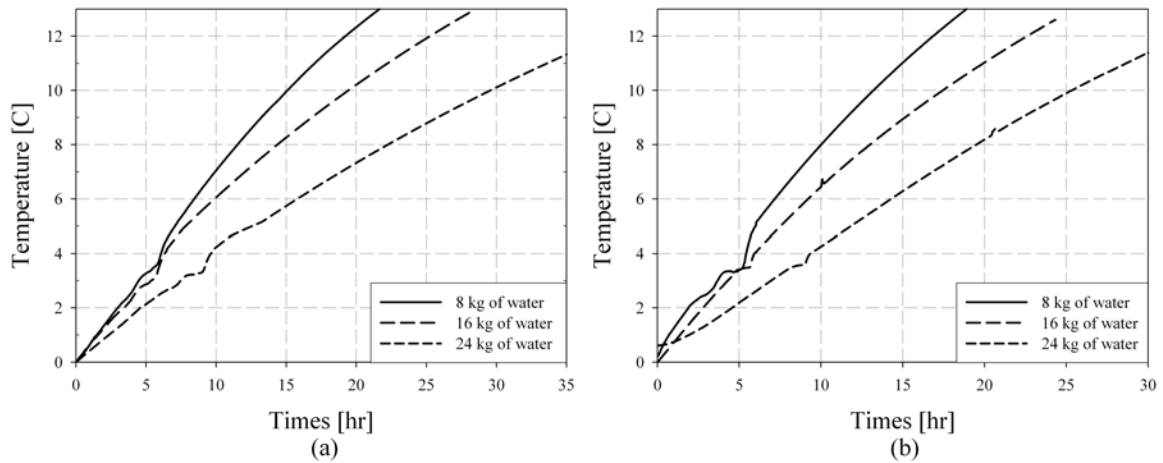 Temperature [C]
12
10
8
6
4
2
0
0 5 10 15 20 25 30 35
8 kg of water
16 kg of water
24 kg of water
Times [hr]
(a)
Temperature [C]
12
10
8
6
4
2
0
0 5 10 15 20 25 30
8 kg of water
16 kg of water
24 kg of water
Times [hr]
(b)